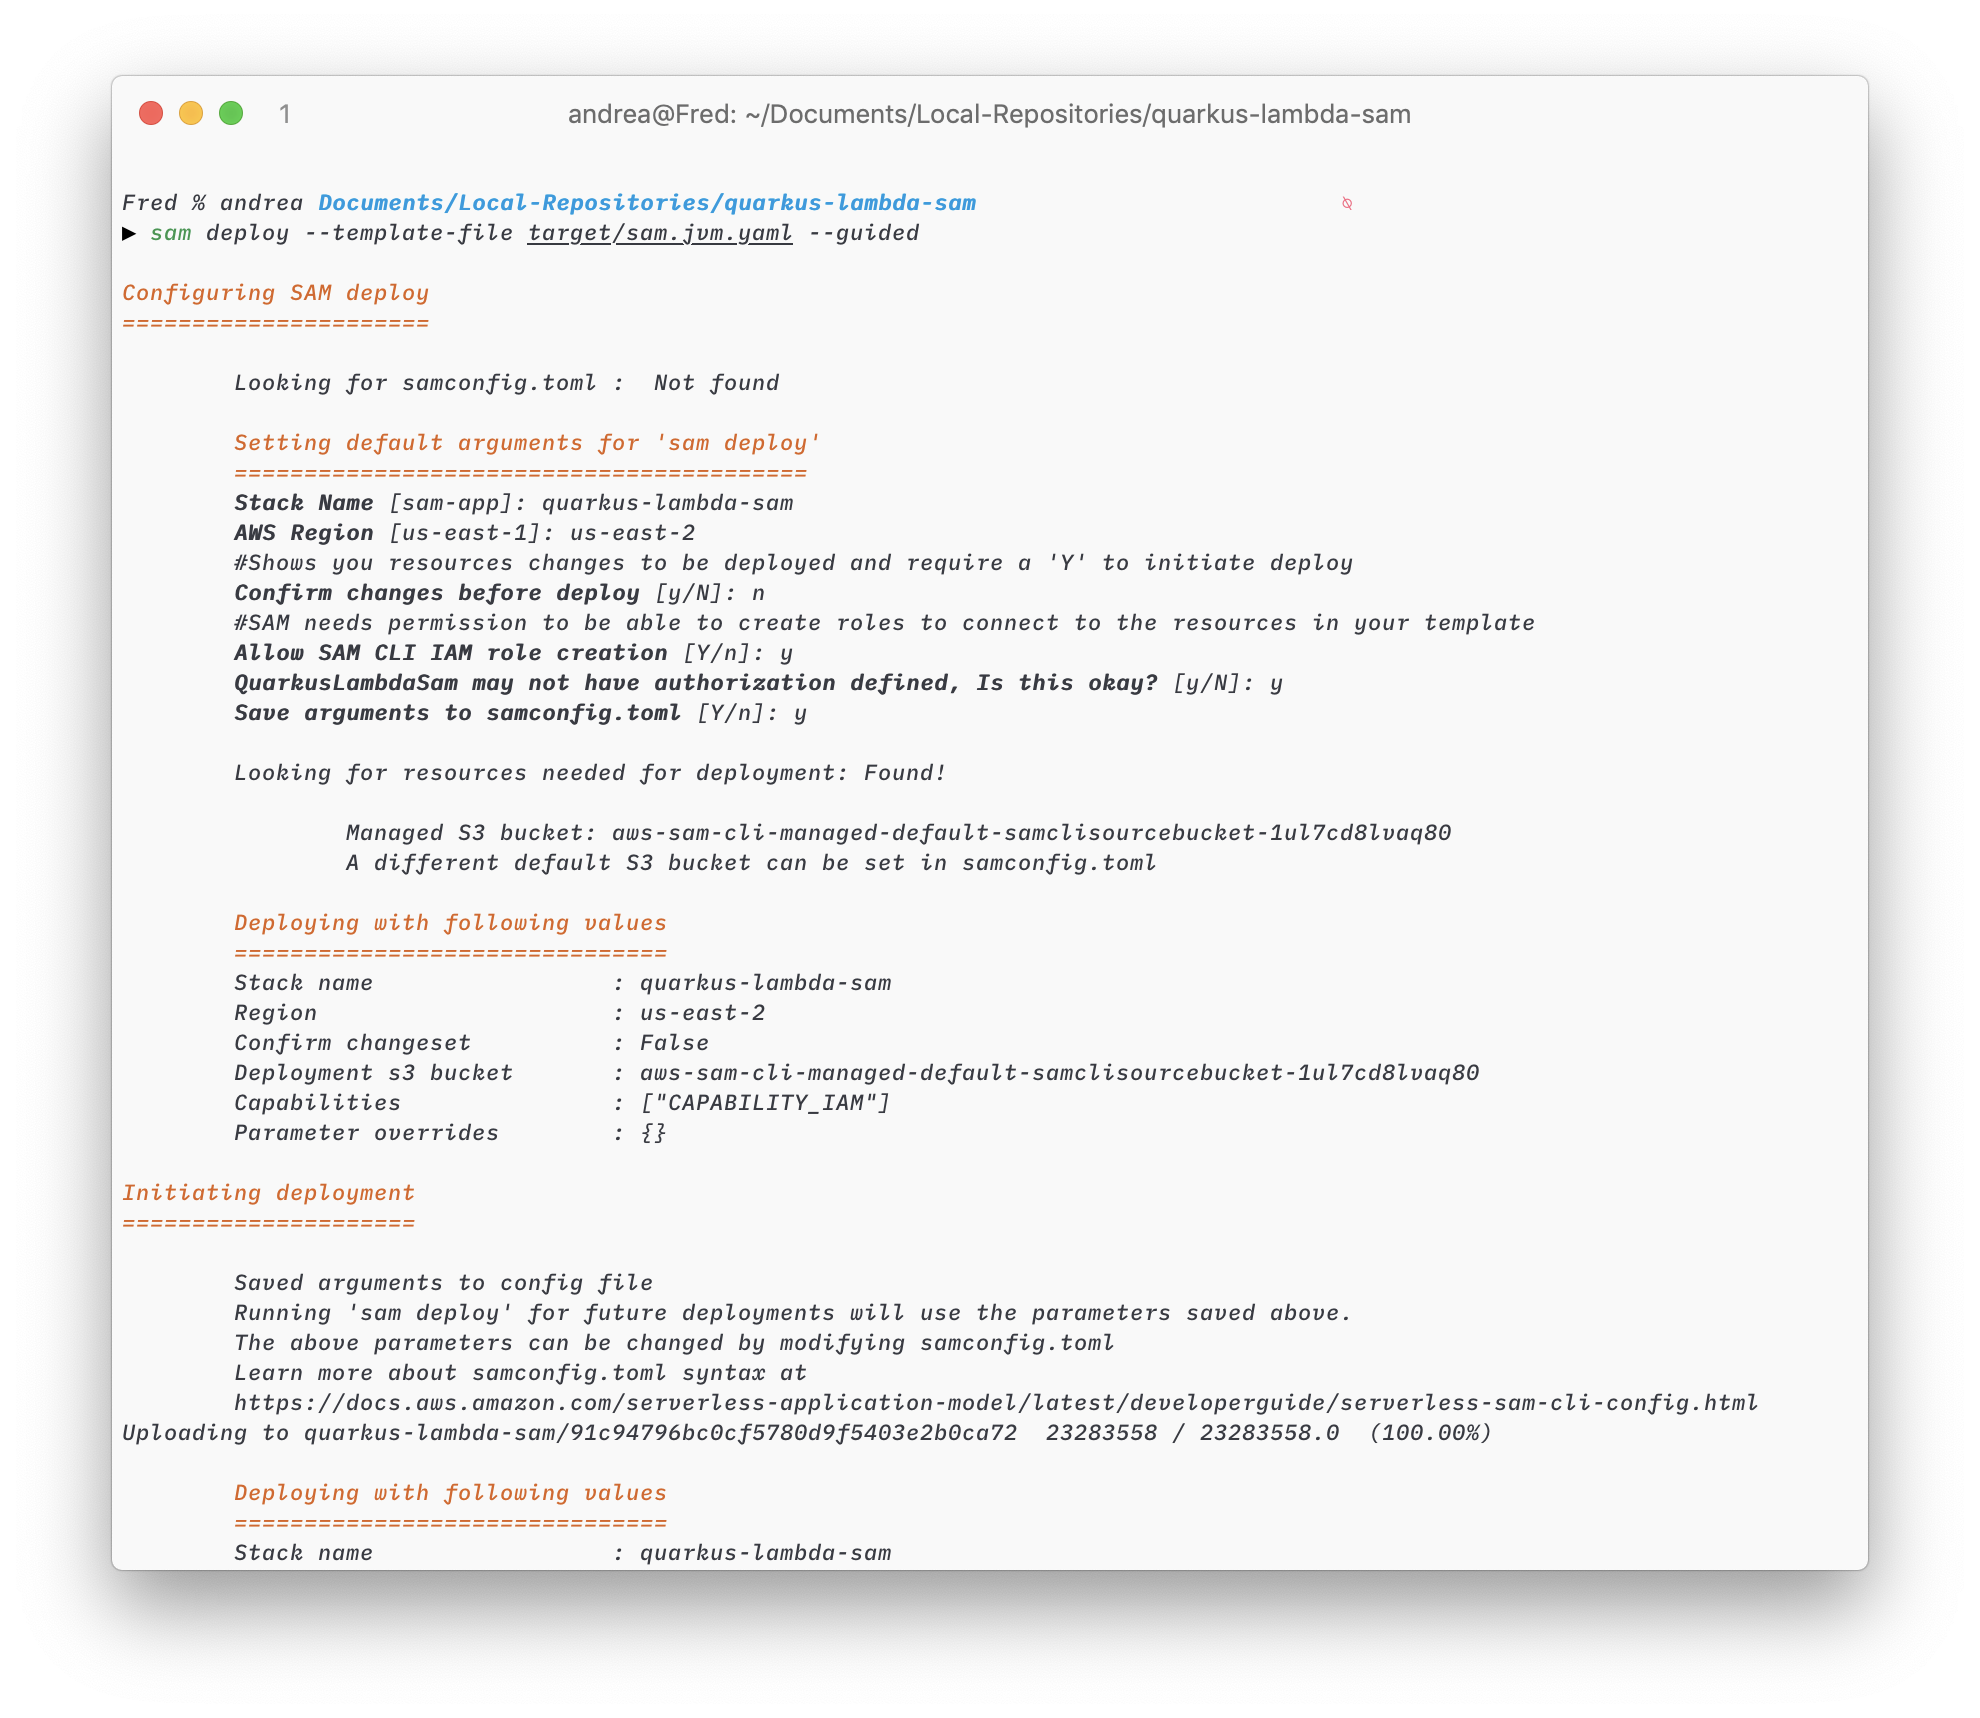 1 andrea@Fred: ~/Documents/Local-Repositories/quarkus-lambda-sam
Fred % andrea Documents/Local-Repositories/quarkus-lambda-sam
▶ sam deploy --template-file target/sam.jvm.yaml --guided
Configuring SAM deploy
======================
Looking for samconfig.toml :  Not found
Setting default arguments for 'sam deploy'
=========================================
Stack Name [sam-app]: quarkus-lambda-sam
AWS Region [us-east-1]: us-east-2
#Shows you resources changes to be deployed and require a 'Y' to initiate deploy
Confirm changes before deploy [y/N]: n
#SAM needs permission to be able to create roles to connect to the resources in your template
Allow SAM CLI IAM role creation [Y/n]: y
QuarkusLambdaSam may not have authorization defined, Is this okay? [y/N]: y
Save arguments to samconfig.toml [Y/n]: y
Looking for resources needed for deployment: Found!
Managed S3 bucket: aws-sam-cli-managed-default-samclisourcebucket-1ul7cd8lvaq80
A different default S3 bucket can be set in samconfig.toml
Deploying with following values
===============================
Stack name                 : quarkus-lambda-sam
Region                     : us-east-2
Confirm changeset          : False
Deployment s3 bucket       : aws-sam-cli-managed-default-samclisourcebucket-1ul7cd8lvaq80
Capabilities               : ["CAPABILITY_IAM"]
Parameter overrides        : {}
Initiating deployment
=====================
Saved arguments to config file
Running 'sam deploy' for future deployments will use the parameters saved above.
The above parameters can be changed by modifying samconfig.toml
Learn more about samconfig.toml syntax at
https://docs.aws.amazon.com/serverless-application-model/latest/developerguide/serverless-sam-cli-config.html
Uploading to quarkus-lambda-sam/91c94796bc0cf5780d9f5403e2b0ca72  23283558 / 23283558.0  (100.00%)
Deploying with following values
===============================
Stack name                 : quarkus-lambda-sam